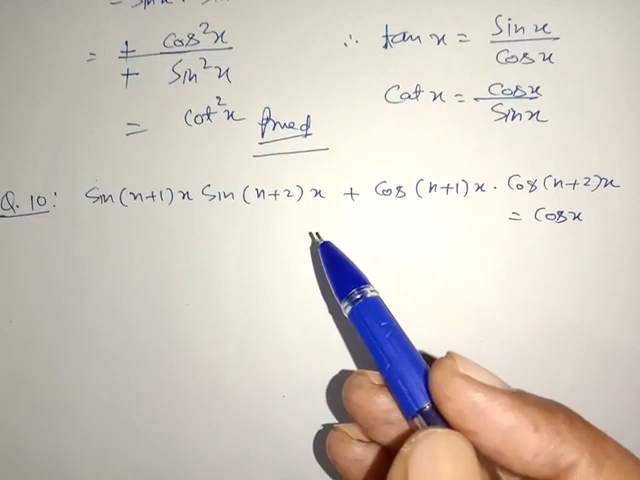 = + cos²x / + Sin²x
∴ tan x = Sin x / Cos x
= cot²x Proved
Cot x = Cos x / Sin x
Q.10: Sin (n+1) x Sin (n+2) x + Cos (n+1) x . Cos (n+2) x
= Cos x